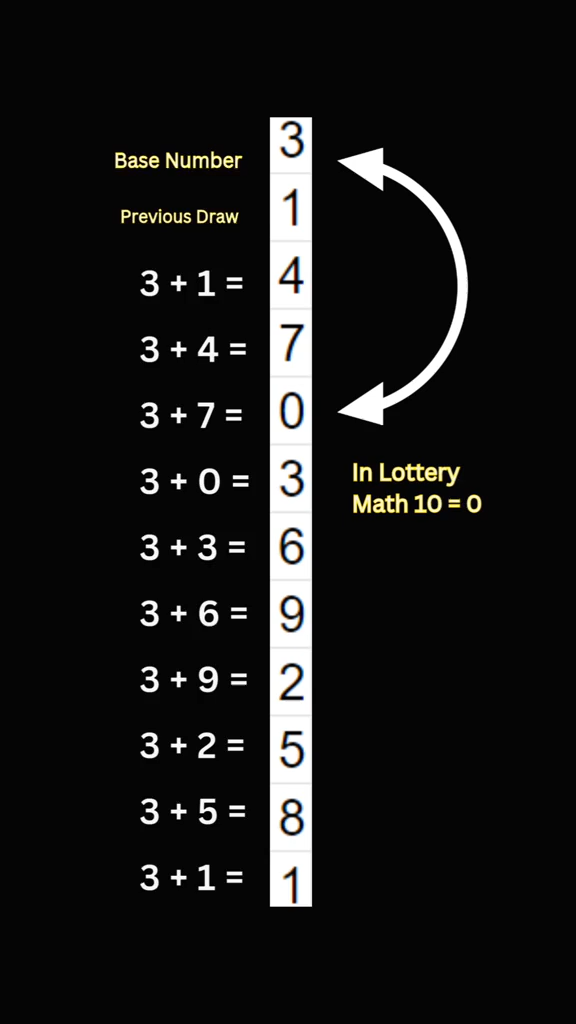 Base Number 3
Previous Draw 1
3 + 1 = 4
3 + 4 = 7
3 + 7 = 0
3 + 0 = 3
In Lottery
Math 10 = 0
3 + 3 = 6
3 + 6 = 9
3 + 9 = 2
3 + 2 = 5
3 + 5 = 8
3 + 1 = 1